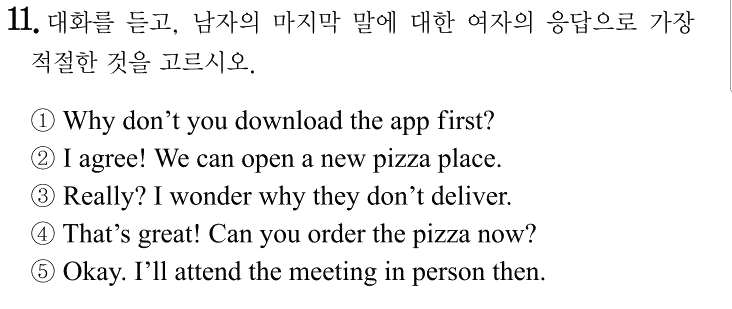 11. 대화를 듣고, 남자의 마지막 말에 대한 여자의 응답으로 가장
적절한 것을 고르시오.
① Why don't you download the app first?
② I agree! We can open a new pizza place.
③ Really? I wonder why they don't deliver.
④ That's great! Can you order the pizza now?
⑤ Okay. I'll attend the meeting in person then.